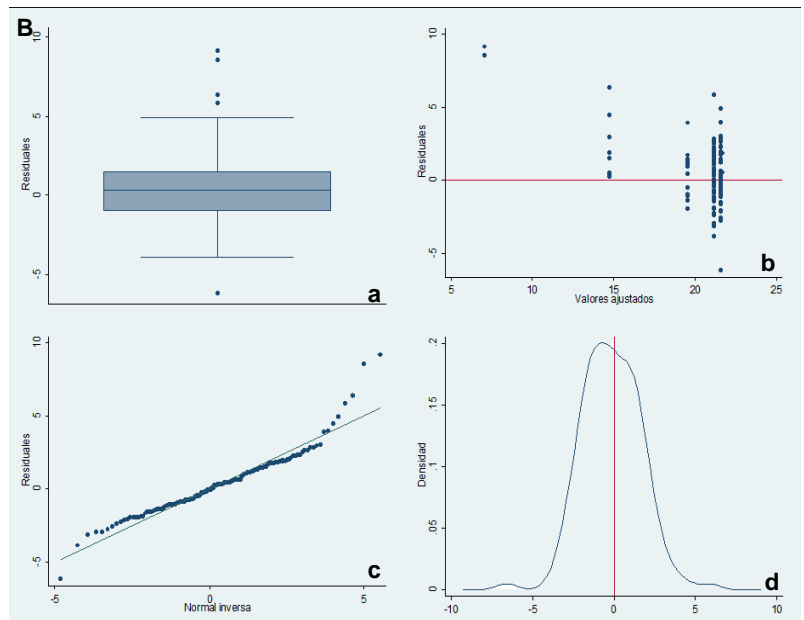 B
Residuales
10
5
0
-5
a
Residuales
10
5
0
-5
b
5 10 15 20 25
Valores ajustados
Residuales
10
5
0
-5
c
-5 0 5
Normal inversa
Densidad
.2
.15
.1
.05
0
d
-10 -5 0 5 10